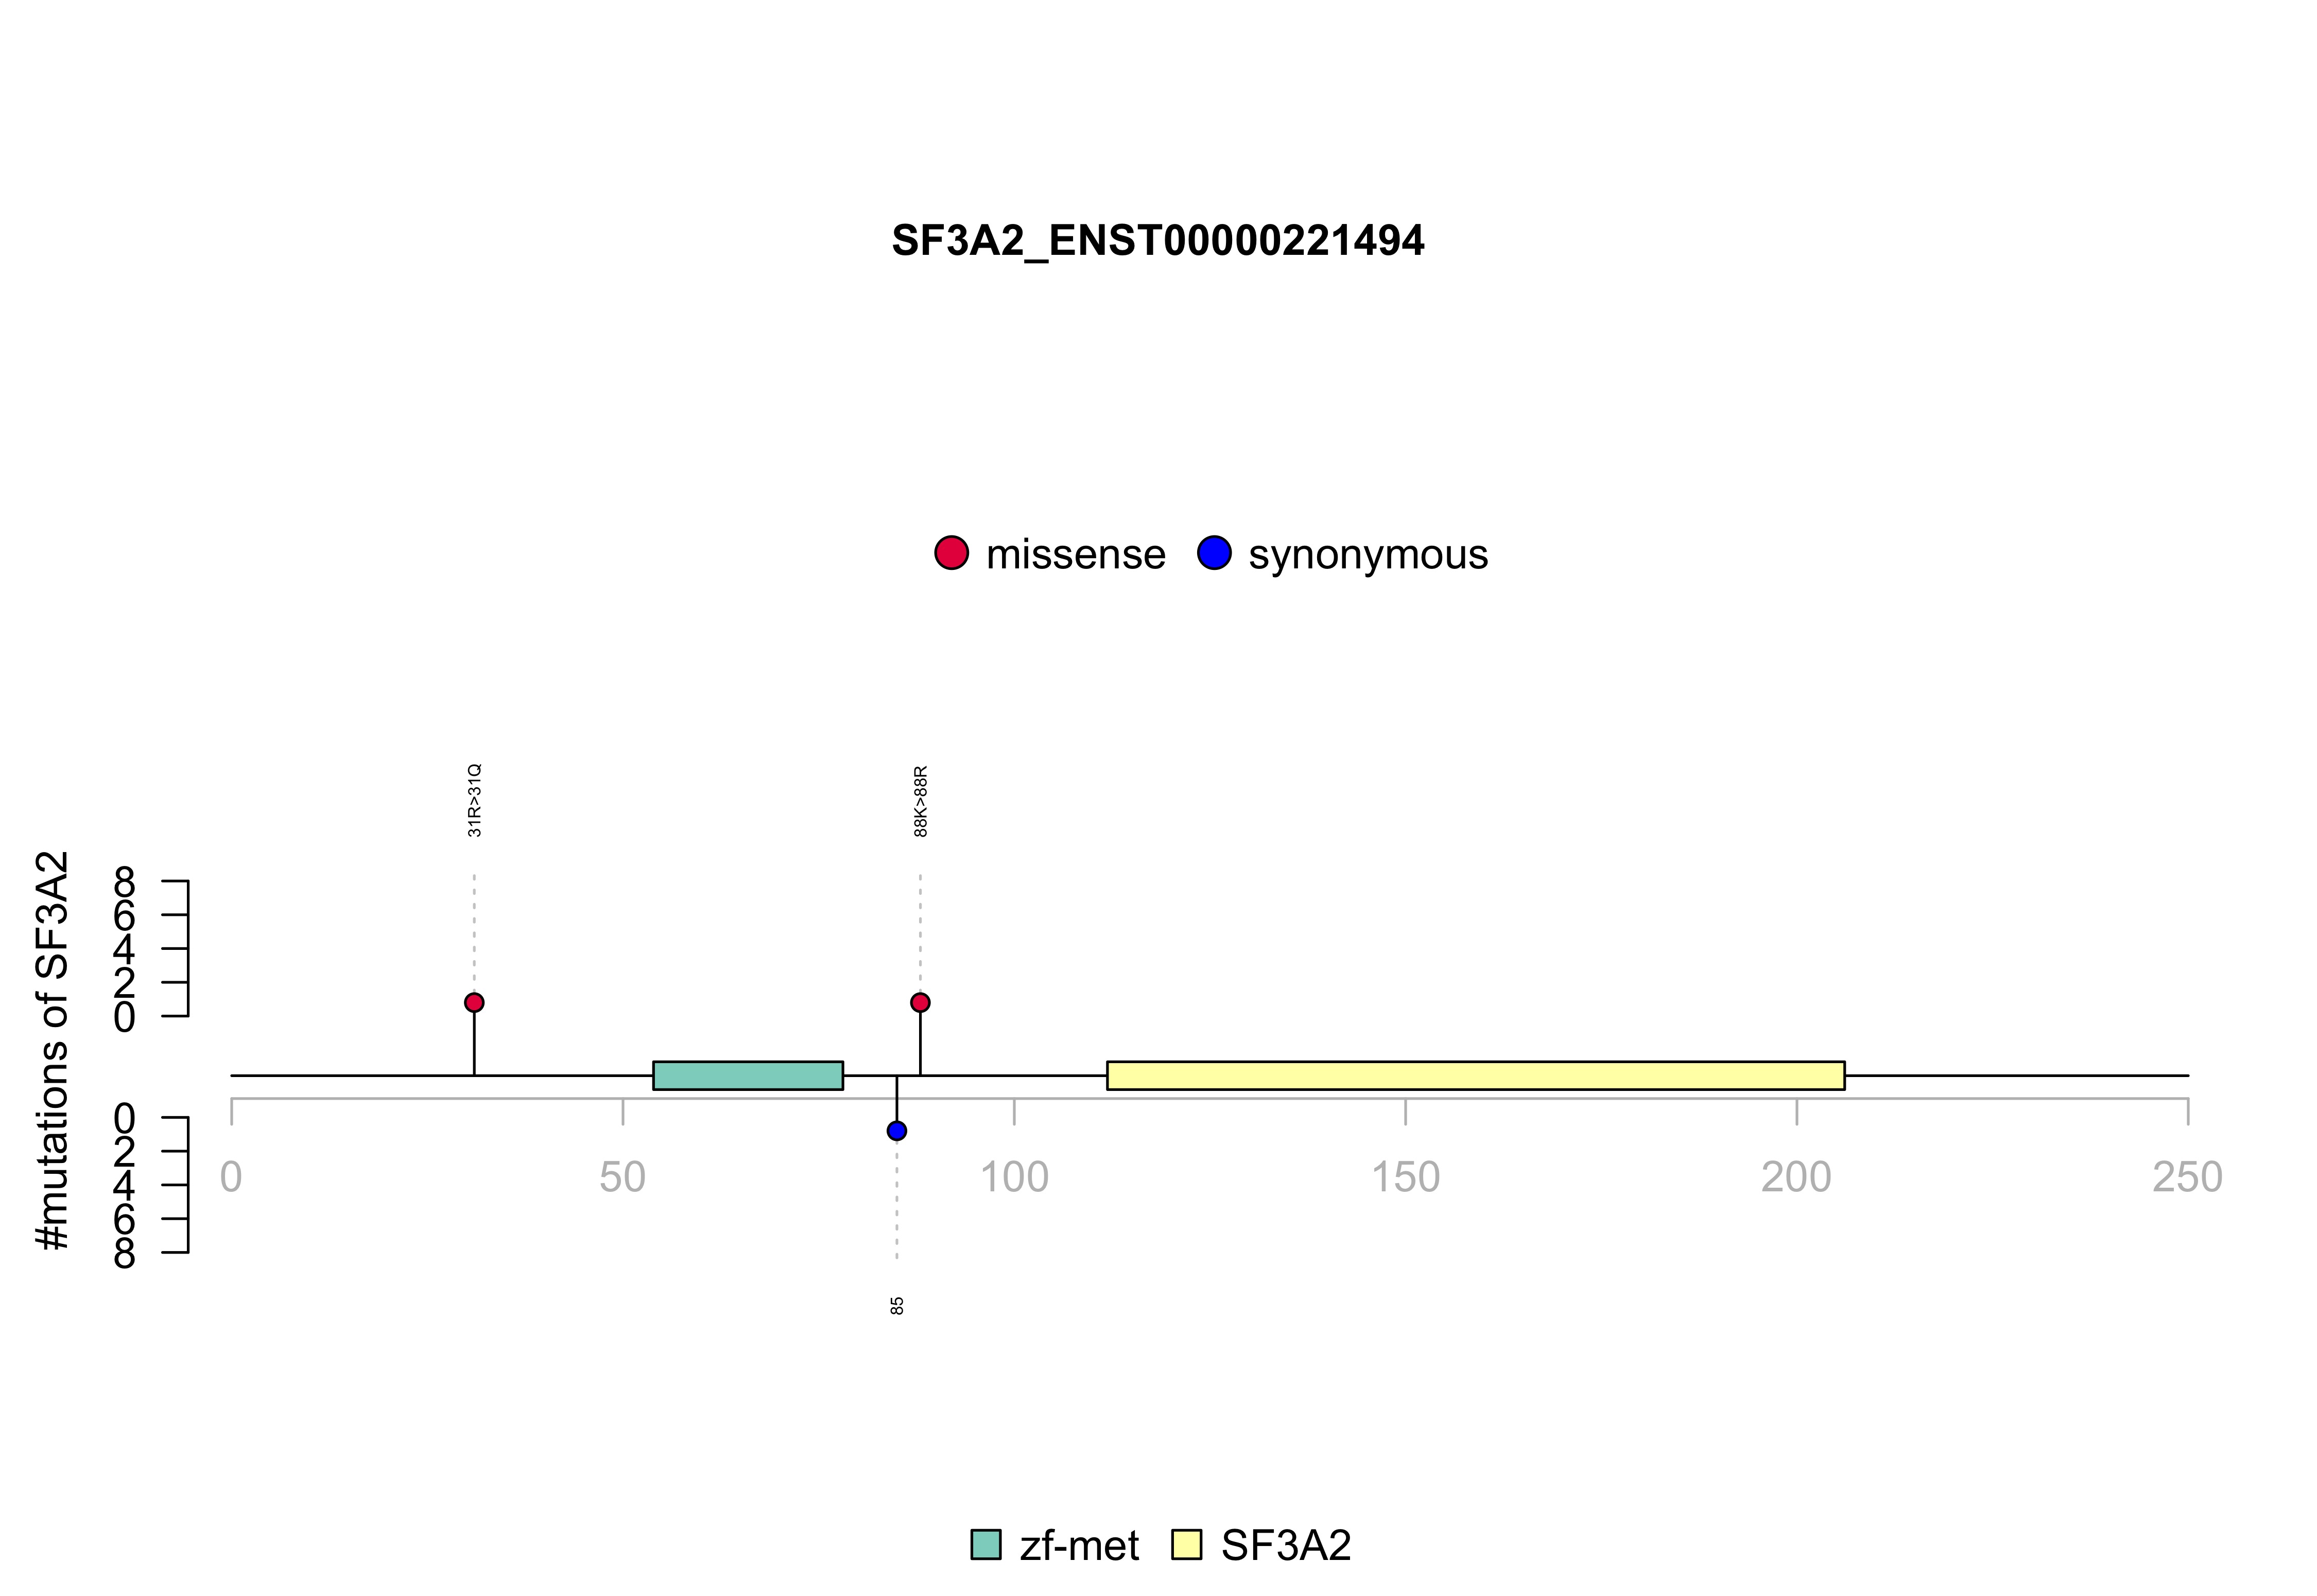 SF3A2_ENST00000221494
missense synonymous
31R>31Q 88K>88R
#mutations of SF3A2
8
6
4
2
0
0
2
4
6
8
0 50 100 150 200 250
85
zf-met SF3A2